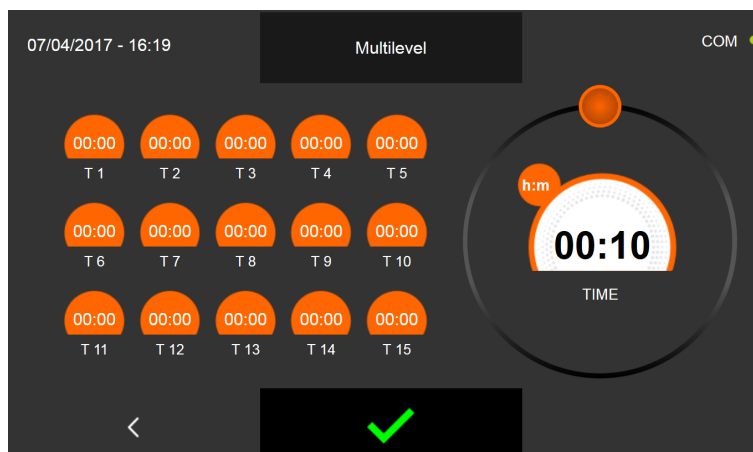 07/04/2017 - 16:19
Multilevel
COM
00:00 00:00 00:00 00:00 00:00
T 1 T 2 T 3 T 4 T 5
00:00 00:00 00:00 00:00 00:00
T 6 T 7 T 8 T 9 T 10
00:00 00:00 00:00 00:00 00:00
T 11 T 12 T 13 T 14 T 15
h:m
00:10
TIME